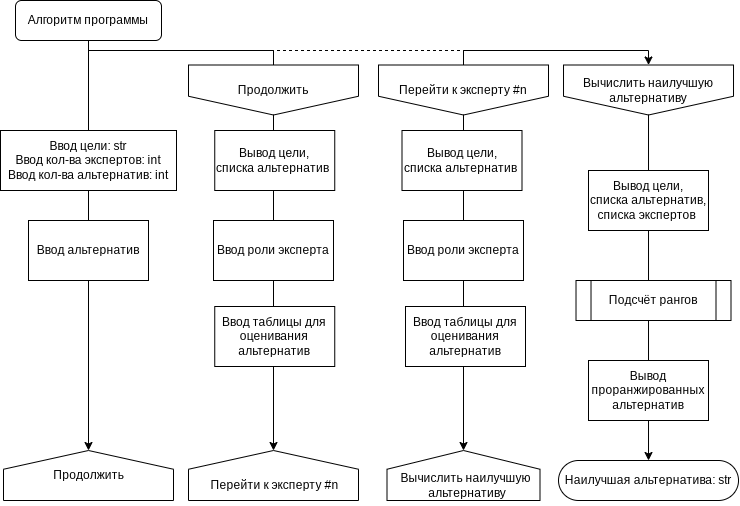 Алгоритм программы
Ввод цели: str
Ввод кол-ва экспертов: int
Ввод кол-ва альтернатив: int
Ввод альтернатив
Продолжить
Продолжить
Вывод цели,
списка альтернатив
Ввод роли эксперта
Ввод таблицы для
оценивания
альтернатив
Перейти к эксперту #n
Перейти к эксперту #n
Вывод цели,
списка альтернатив
Ввод роли эксперта
Ввод таблицы для
оценивания
альтернатив
Вычислить наилучшую
альтернативу
Вычислить наилучшую
альтернативу
Вывод цели,
списка альтернатив,
списка экспертов
Подсчёт рангов
Вывод
проранжированных
альтернатив
Наилучшая альтернатива: str